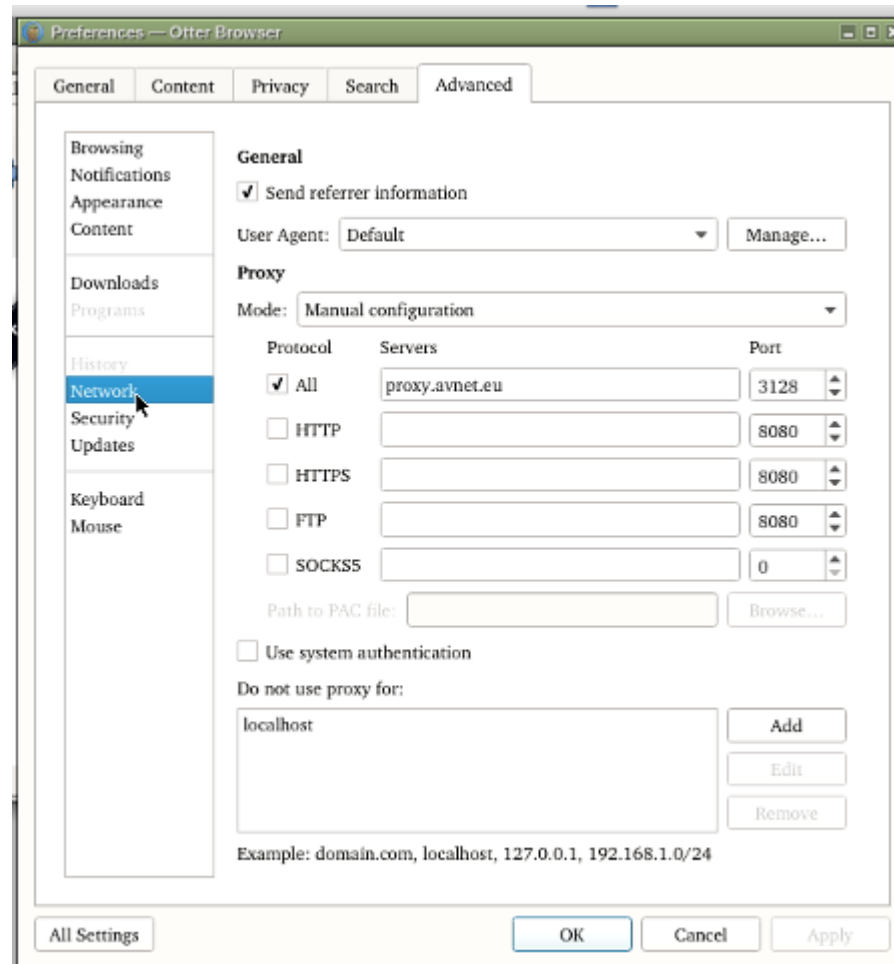 Preferences — Otter Browser
General Content Privacy Search Advanced
Browsing
Notifications
Appearance
Content
Downloads
Programs
History
Network
Security
Updates
Keyboard
Mouse
General
Send referrer information
User Agent: Default Manage...
Proxy
Mode: Manual configuration
Protocol Servers Port
All proxy.avnet.eu 3128
HTTP 8080
HTTPS 8080
FTP 8080
SOCKS5 0
Path to PAC file: Browse...
Use system authentication
Do not use proxy for:
localhost
Add
Edit
Remove
Example: domain.com, localhost, 127.0.0.1, 192.168.1.0/24
All Settings OK Cancel Apply